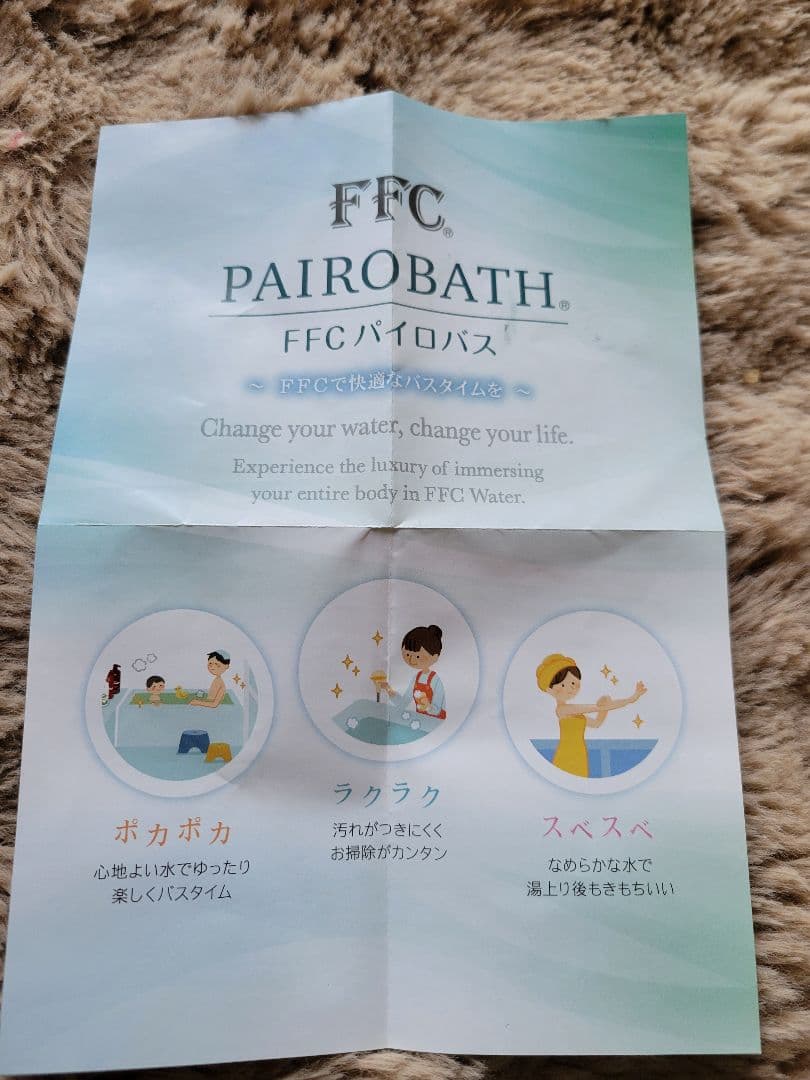 FFC®
PAIROBATH®
FFCパイロバス
～ FFCで快適なバスタイムを ～
Change your water, change your life.
Experience the luxury of immersing
your entire body in FFC Water.
ポカポカ
心地よい水でゆったり
楽しくバスタイム
ラクラク
汚れがつきにくく
お掃除がカンタン
スベスベ
なめらかな水で
湯上り後もきもちいい